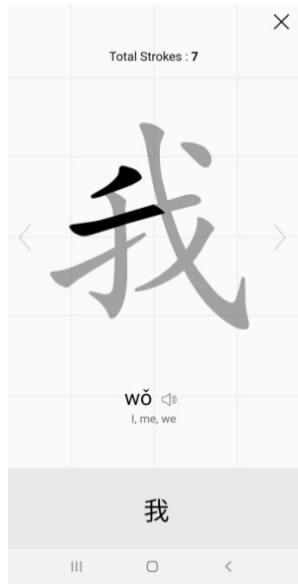 Total Strokes : 7
我
wǒ
I, me, we
我